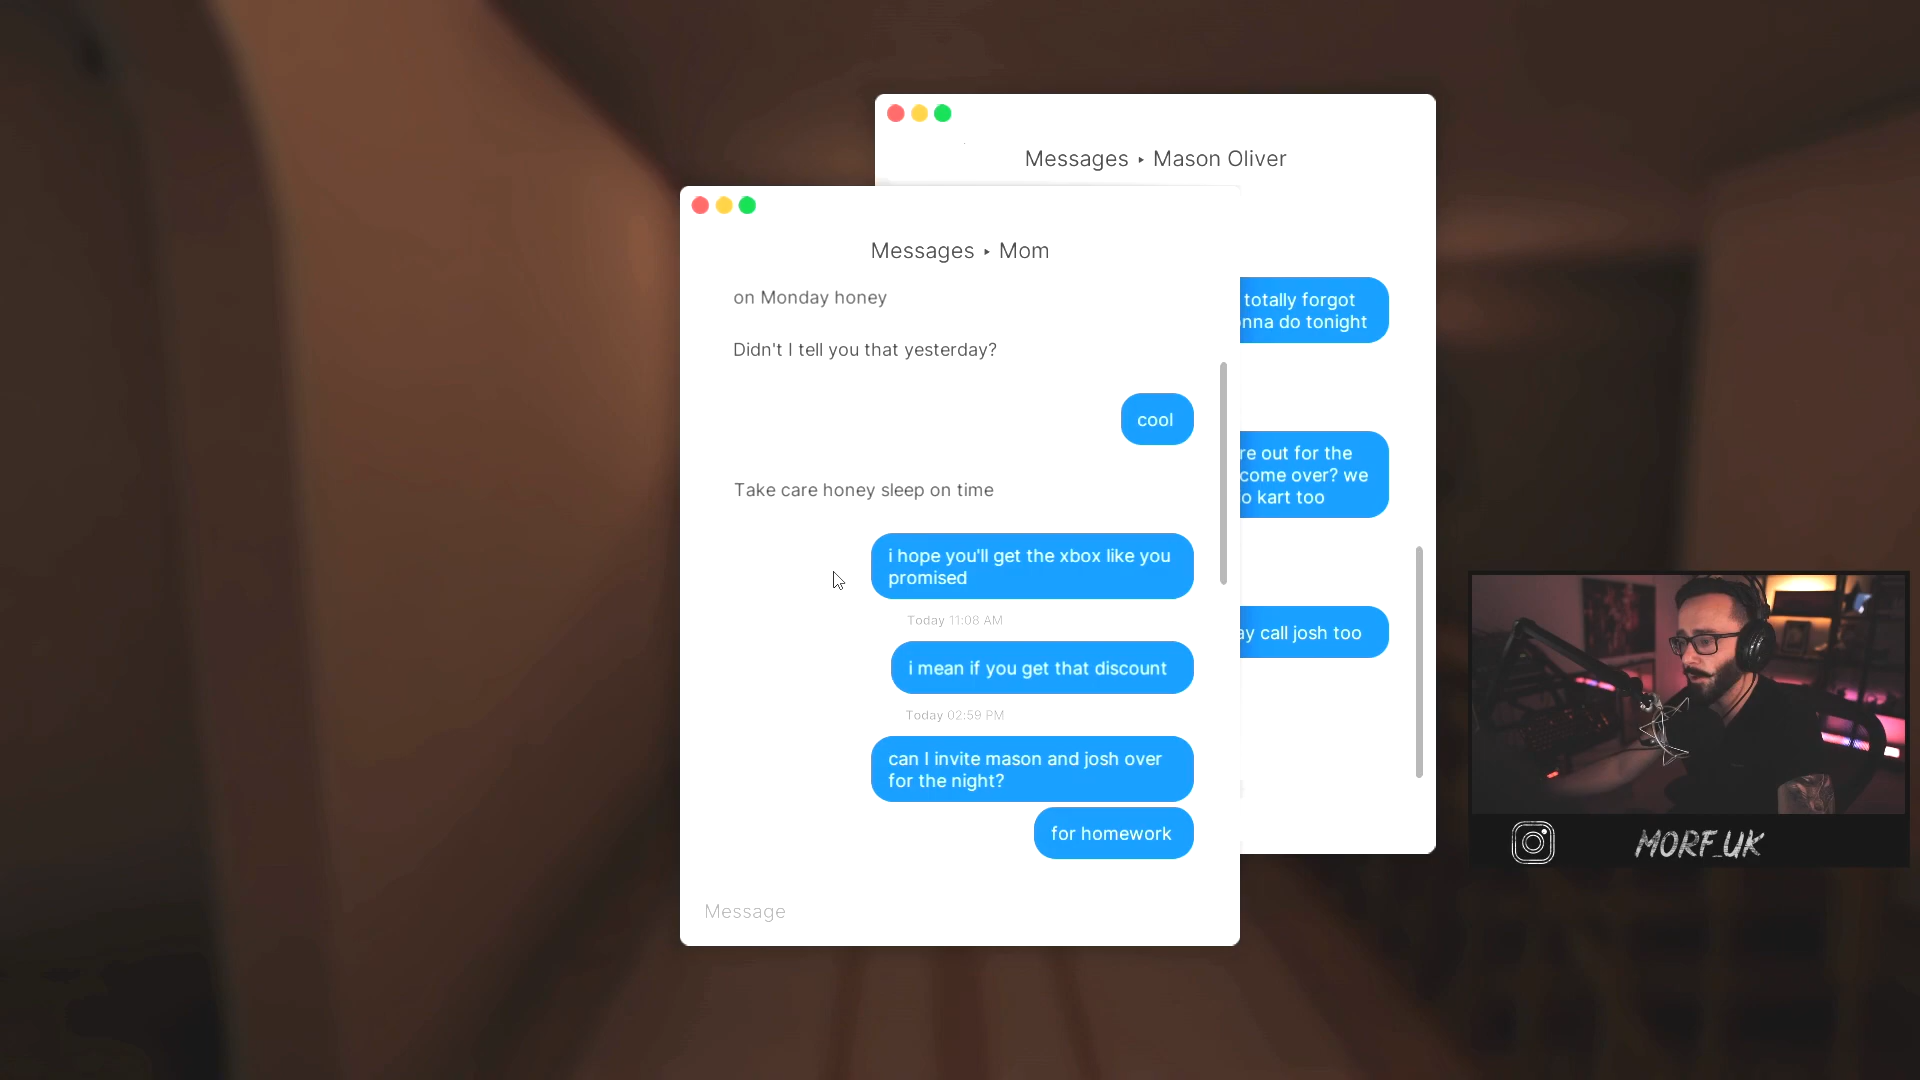 Messages ‣ Mason Oliver
totally forgot
do tonight
out for the
come over? we
kart too
call josh too
Messages ‣ Mom
on Monday honey
Didn't I tell you that yesterday?
cool
Take care honey sleep on time
i hope you'll get the xbox like you
promised
Today 11:08 AM
i mean if you get that discount
Today 02:59 PM
can I invite mason and josh over
for the night?
for homework
Message
MORF_UK